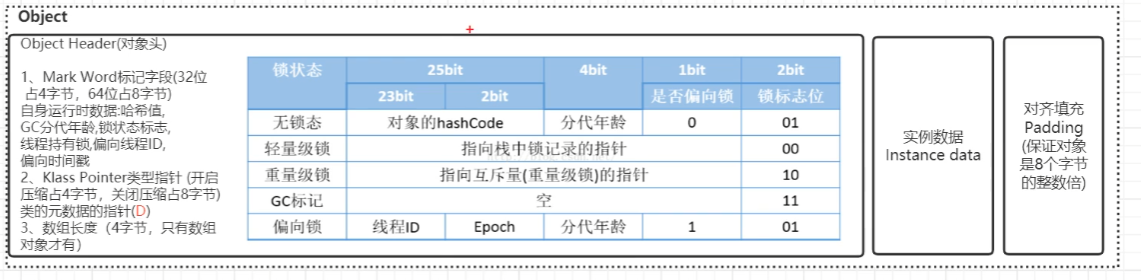 Object
Object Header(对象头)
1、Mark Word标记字段(32位
占4字节，64位占8字节)
自身运行时数据:哈希值,
GC分代年龄,锁状态标志,
线程持有锁,偏向线程ID,
偏向时间戳
2、Klass Pointer类型指针 (开启
压缩占4字节，关闭压缩占8字节)
类的元数据的指针(D)
3、数组长度（4字节，只有数组
对象才有）
锁状态 25bit 4bit 1bit 2bit
23bit 2bit 是否偏向锁 锁标志位
无锁态 对象的hashCode 分代年龄 0 01
轻量级锁 指向栈中锁记录的指针 00
重量级锁 指向互斥量(重量级锁)的指针 10
GC标记 空 11
偏向锁 线程ID Epoch 分代年龄 1 01
实例数据
Instance data
对齐填充
Padding
(保证对象
是8个字节
的整数倍)